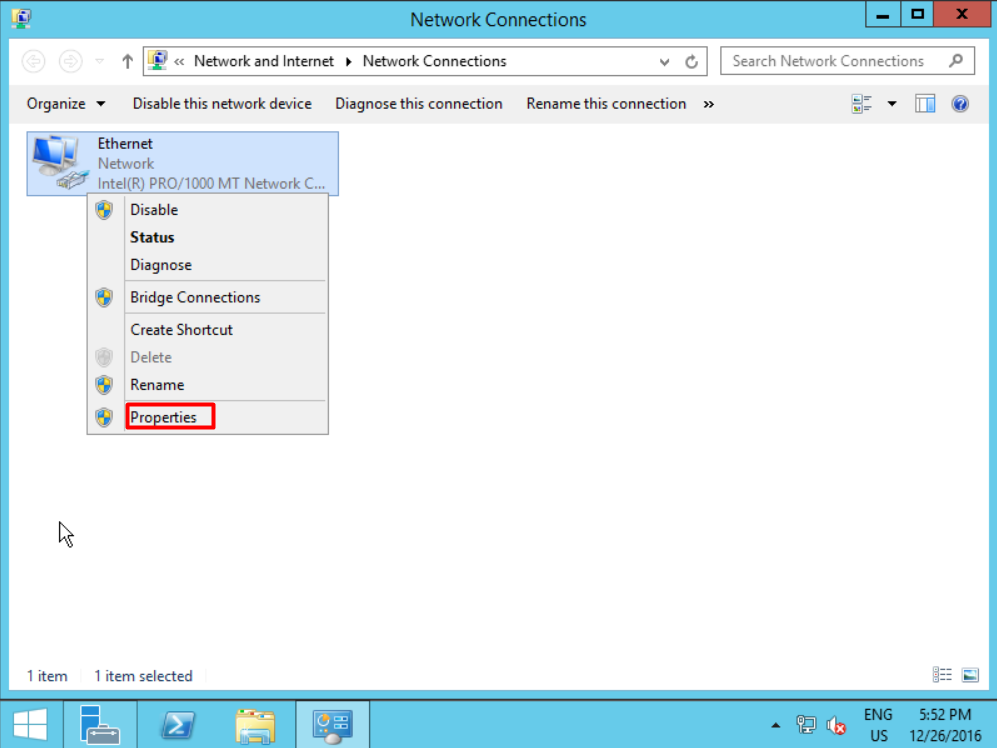 Network Connections
« Network and Internet Network Connections
Search Network Connections
Organize Disable this network device Diagnose this connection Rename this connection »
Ethernet
Network
Intel(R) PRO/1000 MT Network C...
Disable
Status
Diagnose
Bridge Connections
Create Shortcut
Delete
Rename
Properties
1 item 1 item selected
ENG 5:52 PM
US 12/26/2016